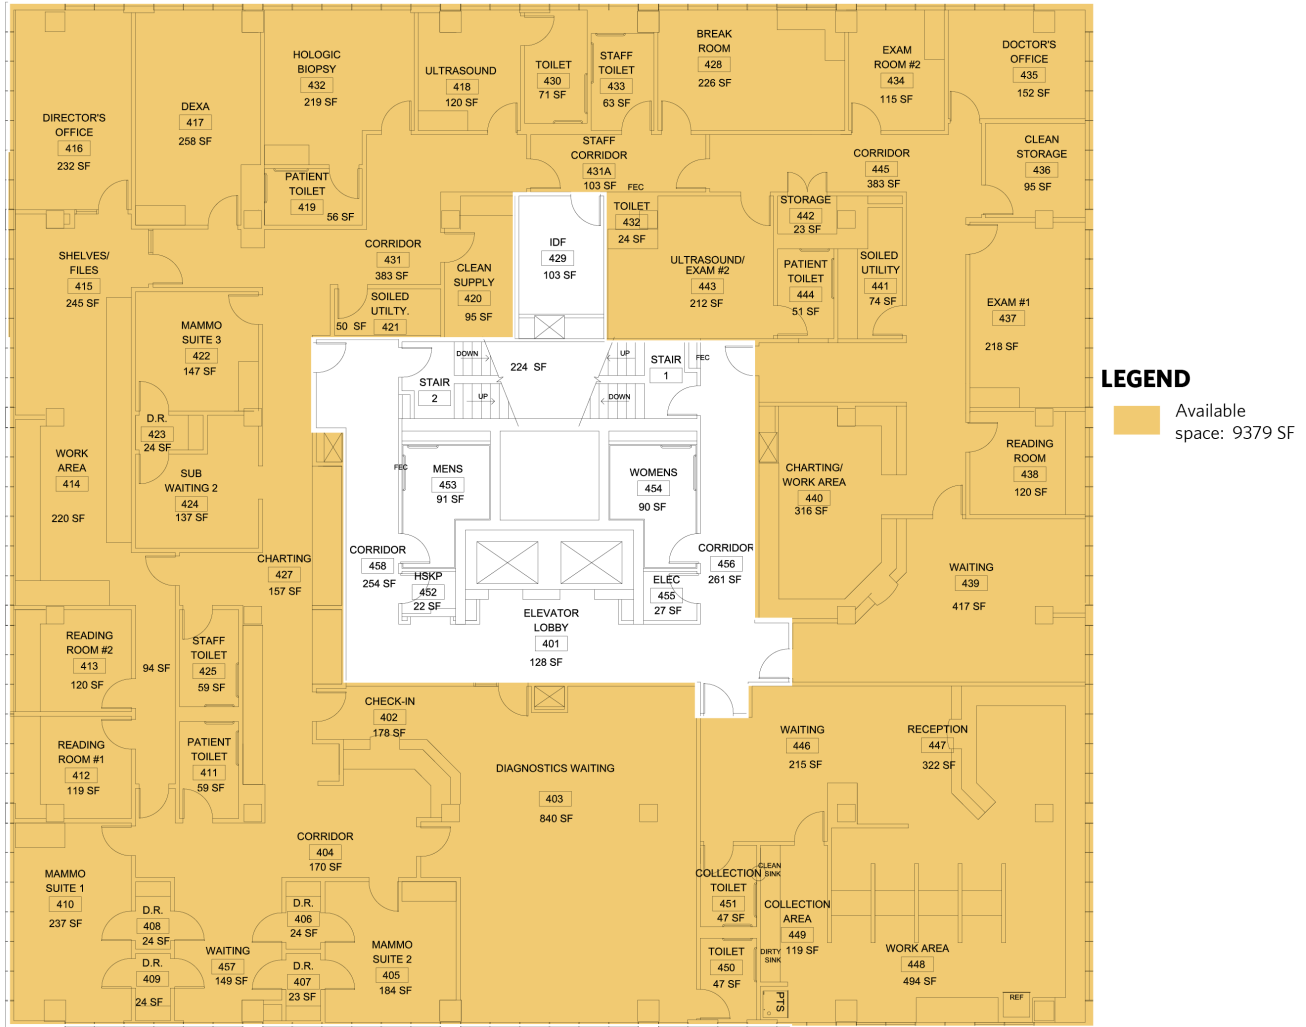 DIRECTOR'S
OFFICE
416
232 SF
DEXA
417
258 SF
HOLOGIC
BIOPSY
432
219 SF
ULTRASOUND
418
120 SF
TOILET
430
71 SF
STAFF
TOILET
433
63 SF
BREAK
ROOM
428
226 SF
EXAM
ROOM #2
434
115 SF
DOCTOR'S
OFFICE
435
152 SF
PATIENT
TOILET
419
56 SF
STAFF
CORRIDOR
431A
103 SF
FEC
CORRIDOR
445
383 SF
CLEAN
STORAGE
436
95 SF
SHELVES/
FILES
415
245 SF
CORRIDOR
431
383 SF
CLEAN
SUPPLY
420
95 SF
IDF
429
103 SF
TOILET
432
24 SF
ULTRASOUND/
EXAM #2
443
212 SF
STORAGE
442
23 SF
PATIENT
TOILET
444
51 SF
SOILED
UTILITY
441
74 SF
EXAM #1
437
218 SF
MAMMO
SUITE 3
422
147 SF
SOILED
UTILTY.
50 SF
421
DOWN
UP
STAIR
2
224 SF
UP
DOWN
STAIR
1
FEC
LEGEND
Available
space: 9379 SF
D.R.
423
24 SF
WORK
AREA
414
220 SF
SUB
WAITING 2
424
137 SF
FEC
MENS
453
91 SF
WOMENS
454
90 SF
CHARTING/
WORK AREA
440
316 SF
READING
ROOM
438
120 SF
CHARTING
427
157 SF
CORRIDOR
458
254 SF
HSKP
452
22 SF
ELEVATOR
LOBBY
401
128 SF
ELEC
455
27 SF
CORRIDOR
456
261 SF
WAITING
439
417 SF
READING
ROOM #2
413
120 SF
94 SF
STAFF
TOILET
425
59 SF
CHECK-IN
402
178 SF
READING
ROOM #1
412
119 SF
PATIENT
TOILET
411
59 SF
DIAGNOSTICS WAITING
403
840 SF
WAITING
446
215 SF
RECEPTION
447
322 SF
CORRIDOR
404
170 SF
MAMMO
SUITE 1
410
237 SF
D.R.
408
24 SF
D.R.
409
24 SF
WAITING
457
149 SF
D.R.
406
24 SF
D.R.
407
23 SF
MAMMO
SUITE 2
405
184 SF
COLLECTION
TOILET
451
47 SF
TOILET
450
47 SF
CLEAN
SINK
COLLECTION
AREA
449
119 SF
DIRTY
SINK
PTS
WORK AREA
448
494 SF
REF